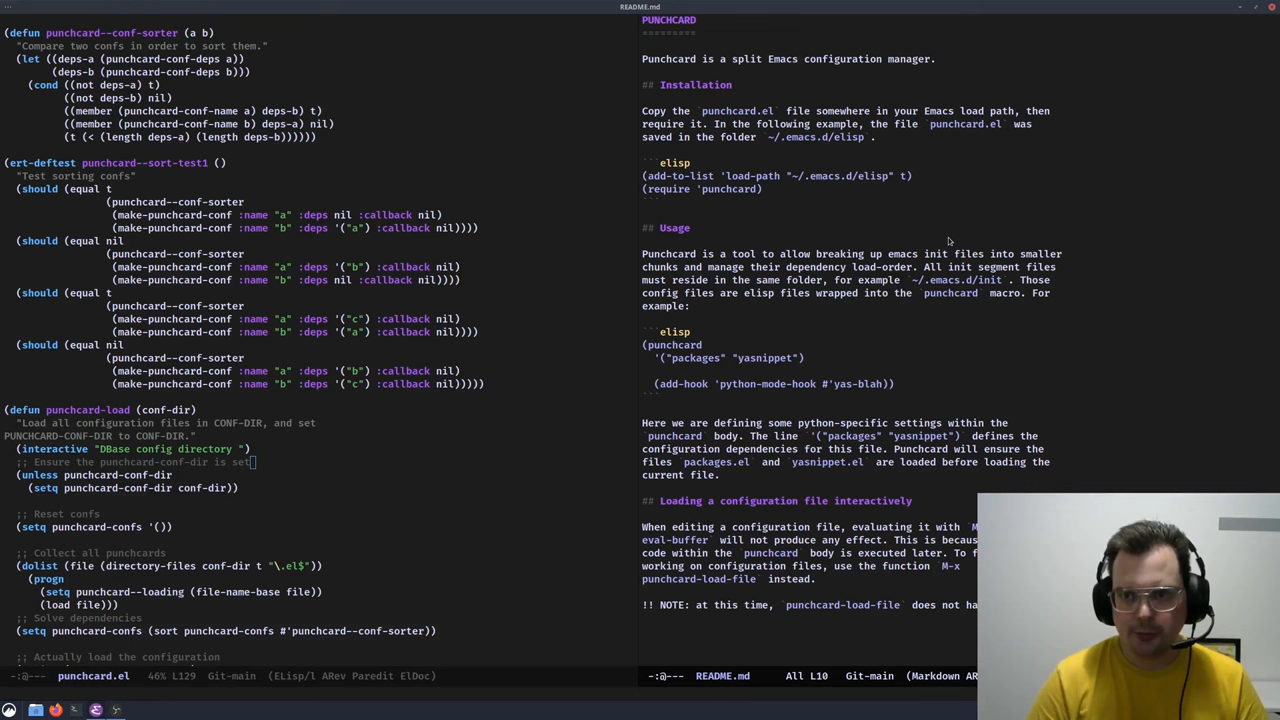 README.md
(defun punchcard--conf-sorter (a b)
"Compare two confs in order to sort them."
(let ((deps-a (punchcard-conf-deps a))
(deps-b (punchcard-conf-deps b)))
(cond ((not deps-a) t)
((not deps-b) nil)
((member (punchcard-conf-name a) deps-b) t)
((member (punchcard-conf-name b) deps-a) nil)
(t (< (length deps-a) (length deps-b))))))
(ert-deftest punchcard--sort-test1 ()
"Test sorting confs"
(should (equal t
(punchcard--conf-sorter
(make-punchcard-conf :name "a" :deps nil :callback nil)
(make-punchcard-conf :name "b" :deps '("a") :callback nil))))
(should (equal nil
(punchcard--conf-sorter
(make-punchcard-conf :name "a" :deps '("b") :callback nil)
(make-punchcard-conf :name "b" :deps nil :callback nil))))
(should (equal t
(punchcard--conf-sorter
(make-punchcard-conf :name "a" :deps '("c") :callback nil)
(make-punchcard-conf :name "b" :deps '("a") :callback nil))))
(should (equal nil
(punchcard--conf-sorter
(make-punchcard-conf :name "a" :deps '("b") :callback nil)
(make-punchcard-conf :name "b" :deps '("c") :callback nil)))))
(defun punchcard-load (conf-dir)
"Load all configuration files in CONF-DIR, and set
PUNCHCARD-CONF-DIR to CONF-DIR."
(interactive "DBase config directory ")
;; Ensure the punchcard-conf-dir is set
(unless punchcard-conf-dir
(setq punchcard-conf-dir conf-dir))
;; Reset confs
(setq punchcard-confs '())
;; Collect all punchcards
(dolist (file (directory-files conf-dir t "\.el$"))
(progn
(setq punchcard--loading (file-name-base file))
(load file)))
;; Solve dependencies
(setq punchcard-confs (sort punchcard-confs #'punchcard--conf-sorter))
;; Actually load the configuration
-:@--- punchcard.el 46% L129 Git-main (ELisp/l ARev Paredit ElDoc)
PUNCHCARD
=========
Punchcard is a split Emacs configuration manager.
## Installation
Copy the `punchcard.el` file somewhere in your Emacs load path, then
require it. In the following example, the file `punchcard.el` was
saved in the folder `~/.emacs.d/elisp`.
```elisp
(add-to-list 'load-path "~/.emacs.d/elisp" t)
(require 'punchcard)
```
## Usage
Punchcard is a tool to allow breaking up emacs init files into smaller
chunks and manage their dependency load-order. All init segment files
must reside in the same folder, for example `~/.emacs.d/init`. Those
config files are elisp files wrapped into the `punchcard` macro. For
example:
```elisp
(punchcard
'("packages" "yasnippet")
(add-hook 'python-mode-hook #'yas-blah))
```
Here we are defining some python-specific settings within the
`punchcard` body. The line `'("packages" "yasnippet")` defines the
configuration dependencies for this file. Punchcard will ensure the
files `packages.el` and `yasnippet.el` are loaded before loading the
current file.
## Loading a configuration file interactively
When editing a configuration file, evaluating it with `M
eval-buffer` will not produce any effect. This is becaus
code within the `punchcard` body is executed later. To f
working on configuration files, use the function `M-x
punchcard-load-file` instead.
!! NOTE: at this time, `punchcard-load-file` does not ha
-:@--- README.md All L10 Git-main (Markdown AR